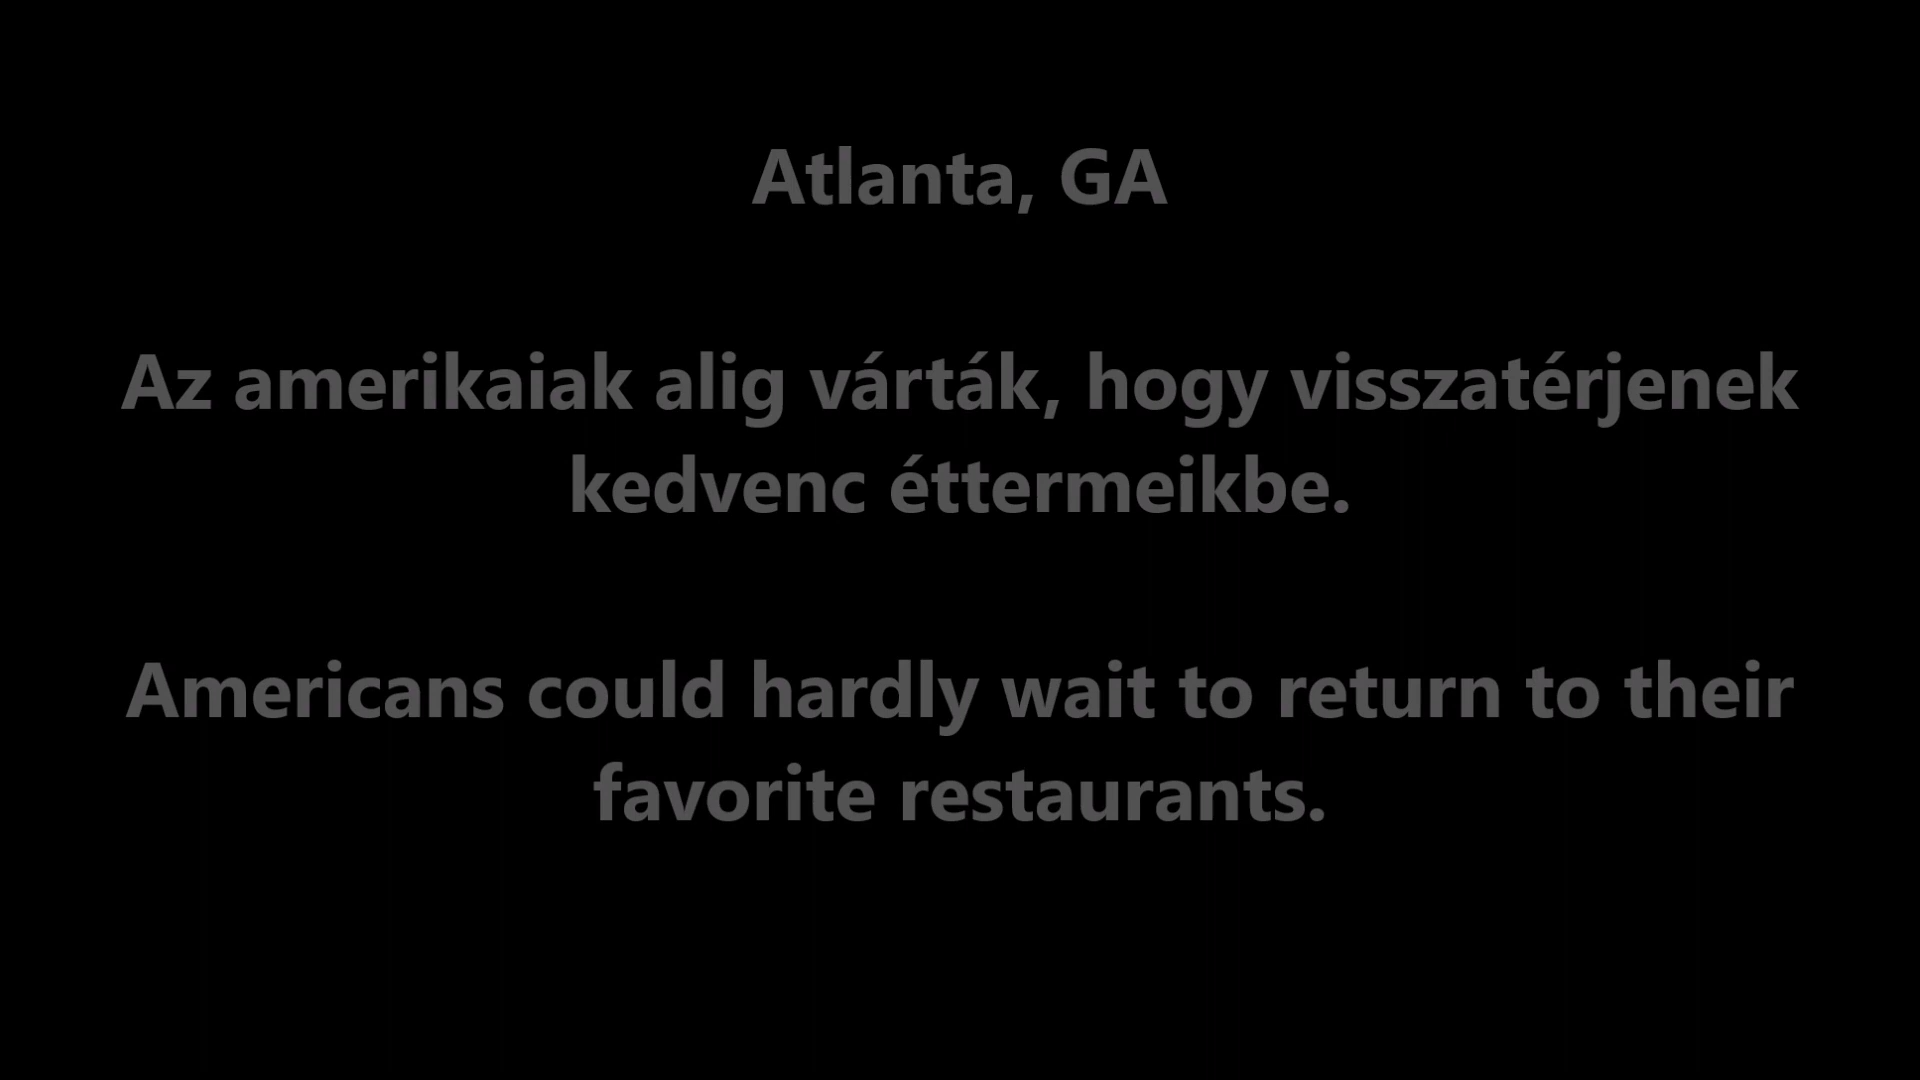 Atlanta, GA
Az amerikaiak alig várták, hogy visszatérjenek
kedvenc éttermeikbe.
Americans could hardly wait to return to their
favorite restaurants.